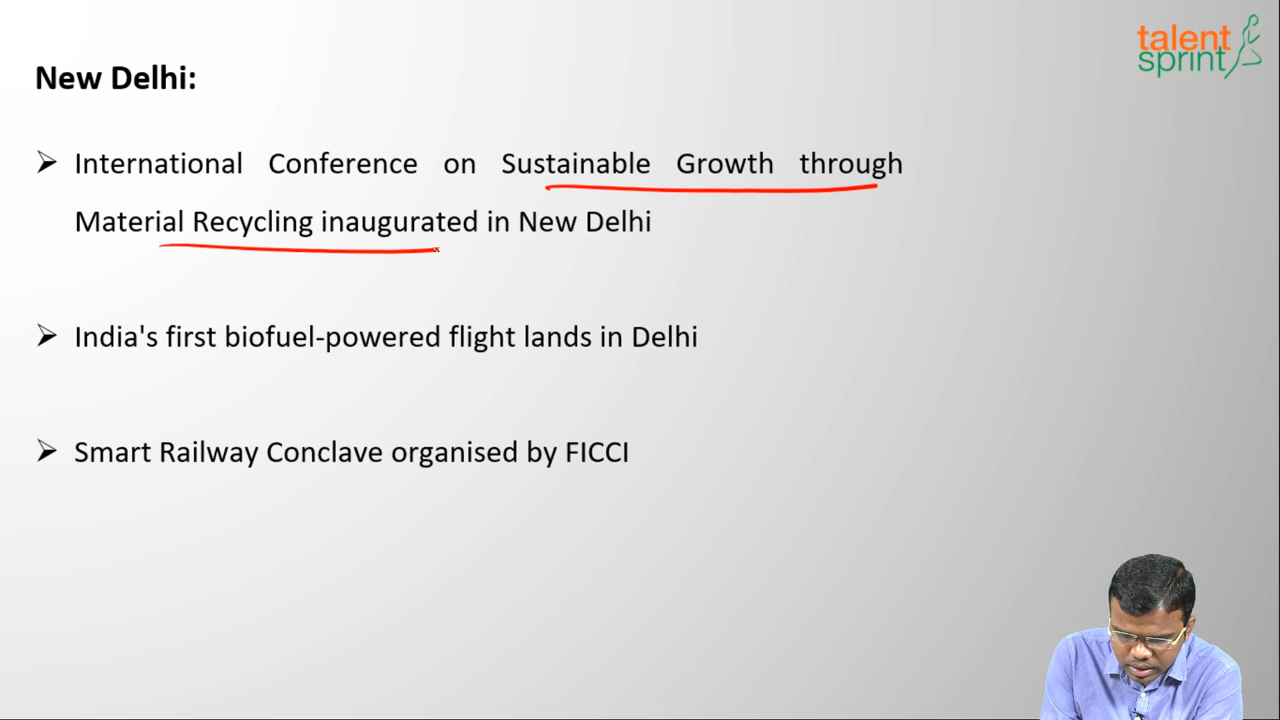 talent
sprint
New Delhi:
International Conference on Sustainable Growth through
Material Recycling inaugurated in New Delhi
India's first biofuel-powered flight lands in Delhi
Smart Railway Conclave organised by FICCI